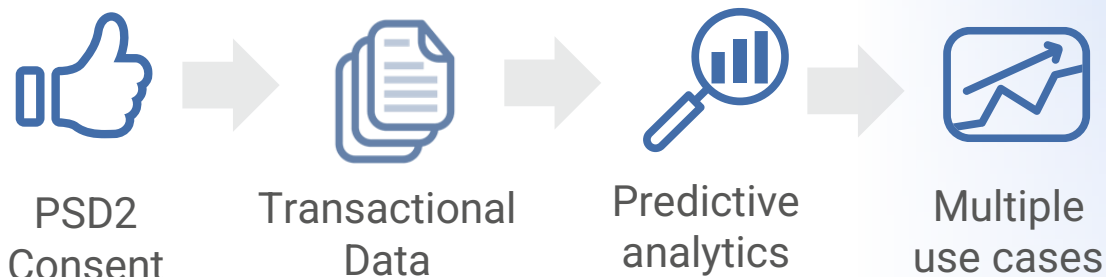 PSD2
Consent
Transactional
Data
Predictive
analytics
Multiple
use cases